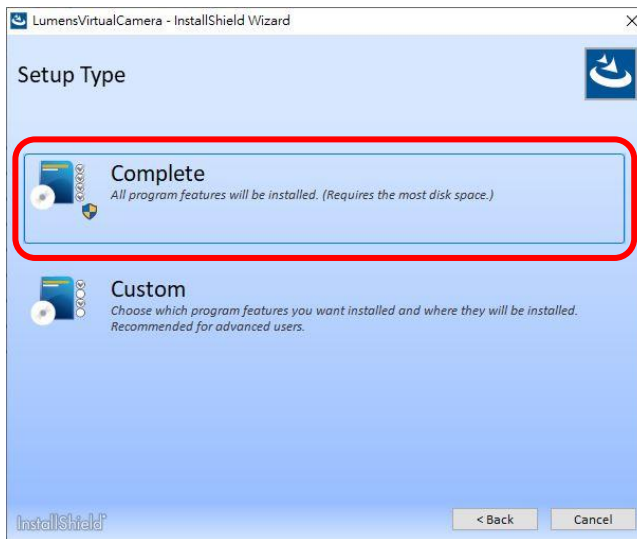 LumensVirtualCamera - InstallShield Wizard
Setup Type
Complete
All program features will be installed. (Requires the most disk space.)
Custom
Choose which program features you want installed and where they will be installed.
Recommended for advanced users.
InstallShield
< Back
Cancel